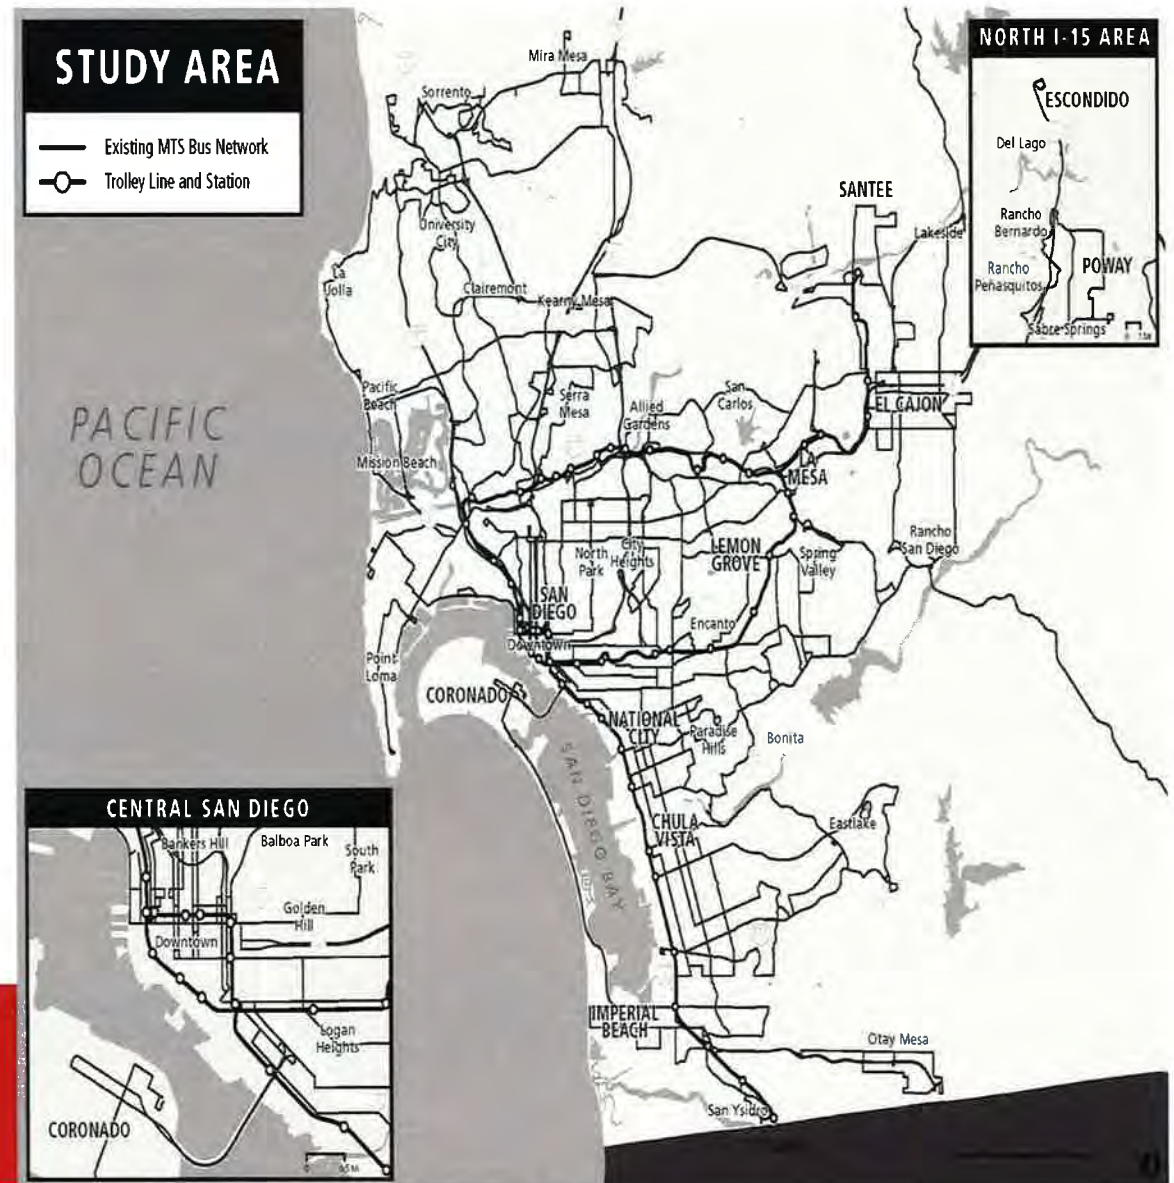 STUDY AREA
Existing MTS Bus Network
Trolley Line and Station
NORTH I-15 AREA
ESCONDIDO
Del Lago
Rancho
Bernardo
POWAY
Rancho
Peñasquitos
Sabre Springs
Mira Mesa
Sorrento
SANTEE
Lakeside
University
City
La
Jolla
Clairemont
Kearny Mesa
PACIFIC
OCEAN
Pacific
Beach
Serra
Mesa
Allied
Gardens
San
Carlos
EL CAJON
Mission Beach
LA
MESA
North
Park
City
Heights
LEMON
GROVE
Spring
Valley
Rancho
San Diego
SAN
DIEGO
Downtown
Encanto
Point
Loma
CORONADO
NATIONAL
CITY
Paradise
Hills
Bonita
SAN DIEGO BAY
CHULA
VISTA
Eastlake
IMPERIAL
BEACH
Otay Mesa
San Ysidro
CENTRAL SAN DIEGO
Bankers Hill
Balboa Park
South
Park
Golden
Hill
Downtown
Logan
Heights
CORONADO